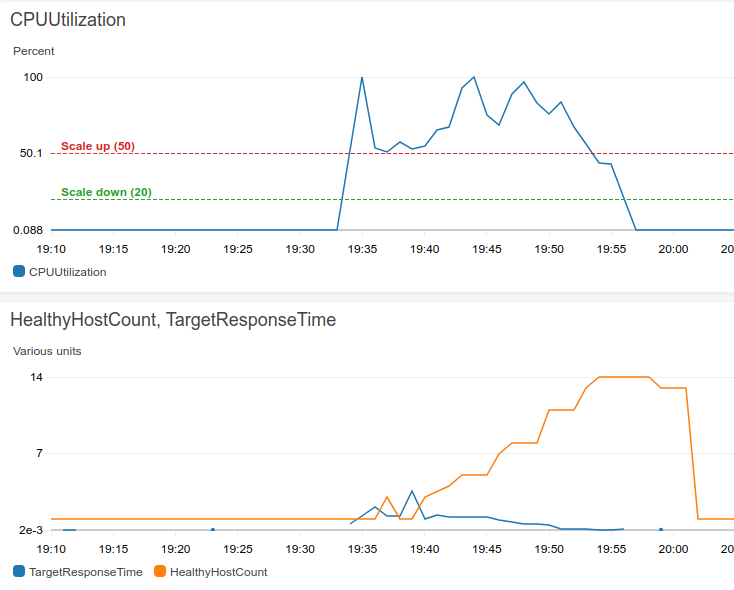 CPUUtilization
Percent
100
Scale up (50)
50.1
Scale down (20)
0.088
19:10 19:15 19:20 19:25 19:30 19:35 19:40 19:45 19:50 19:55 20:00 20
CPUUtilization
HealthyHostCount, TargetResponseTime
Various units
14
7
2e-3
19:10 19:15 19:20 19:25 19:30 19:35 19:40 19:45 19:50 19:55 20:00 20
TargetResponseTime HealthyHostCount